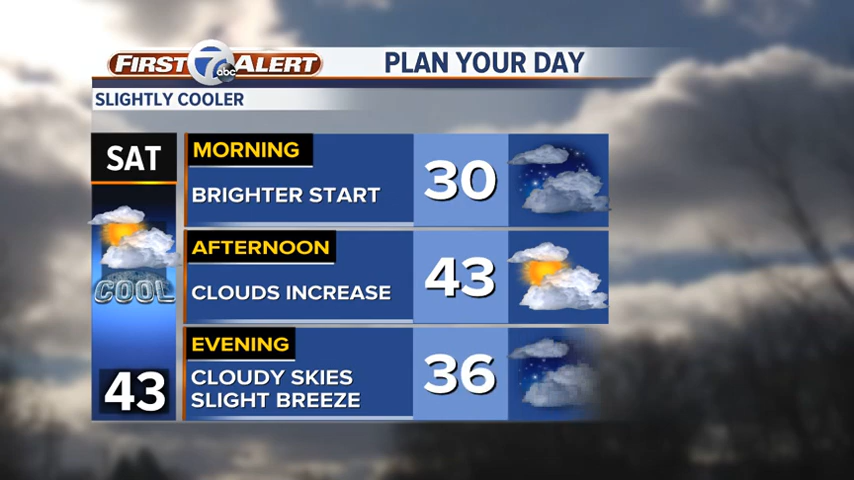 FIRST 7 abc ALERT
PLAN YOUR DAY
SLIGHTLY COOLER
SAT
COOL
43
MORNING
BRIGHTER START
30
AFTERNOON
CLOUDS INCREASE
43
EVENING
CLOUDY SKIES
SLIGHT BREEZE
36